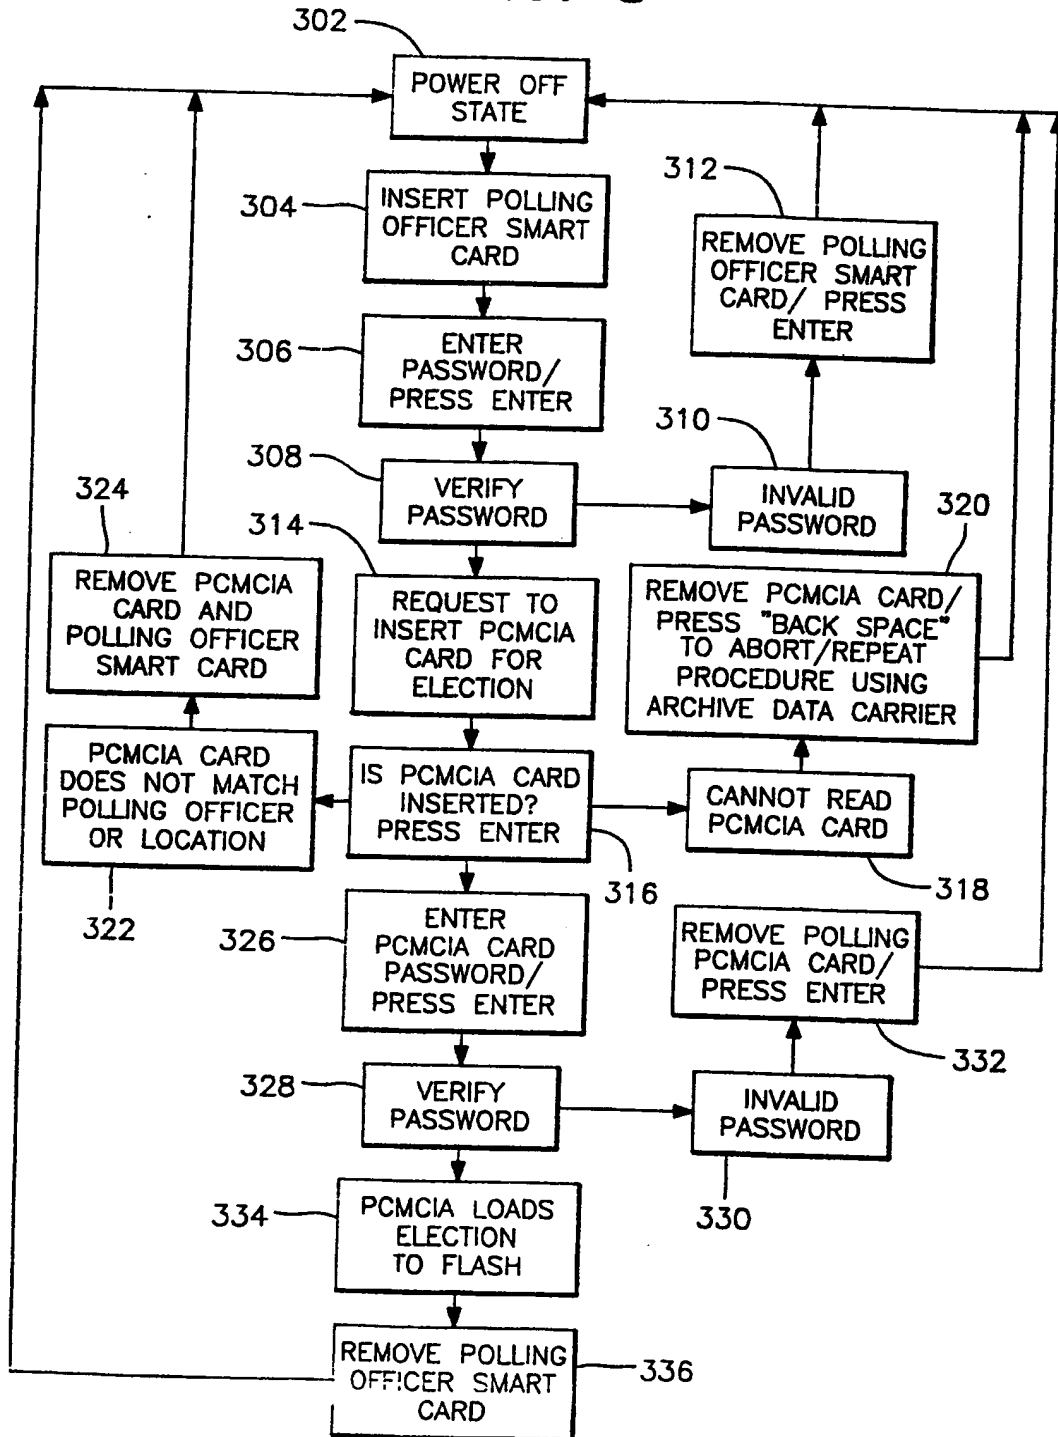 302
POWER OFF
STATE
304
INSERT POLLING
OFFICER SMART
CARD
312
REMOVE POLLING
OFFICER SMART
CARD/ PRESS
ENTER
306
ENTER
PASSWORD/
PRESS ENTER
308
VERIFY
PASSWORD
310
INVALID
PASSWORD
324
REMOVE PCMCIA
CARD AND
POLLING OFFICER
SMART CARD
314
REQUEST TO
INSERT PCMCIA
CARD FOR
ELECTION
320
REMOVE PCMCIA CARD/
PRESS "BACK SPACE"
TO ABORT/REPEAT
PROCEDURE USING
ARCHIVE DATA CARRIER
PCMCIA CARD
DOES NOT MATCH
POLLING OFFICER
OR LOCATION
322
IS PCMCIA CARD
INSERTED?
PRESS ENTER
316
CANNOT READ
PCMCIA CARD
318
326
ENTER
PCMCIA CARD
PASSWORD/
PRESS ENTER
REMOVE POLLING
PCMCIA CARD/
PRESS ENTER
332
328
VERIFY
PASSWORD
INVALID
PASSWORD
330
334
PCMCIA LOADS
ELECTION
TO FLASH
REMOVE POLLING
OFFICER SMART
CARD
336